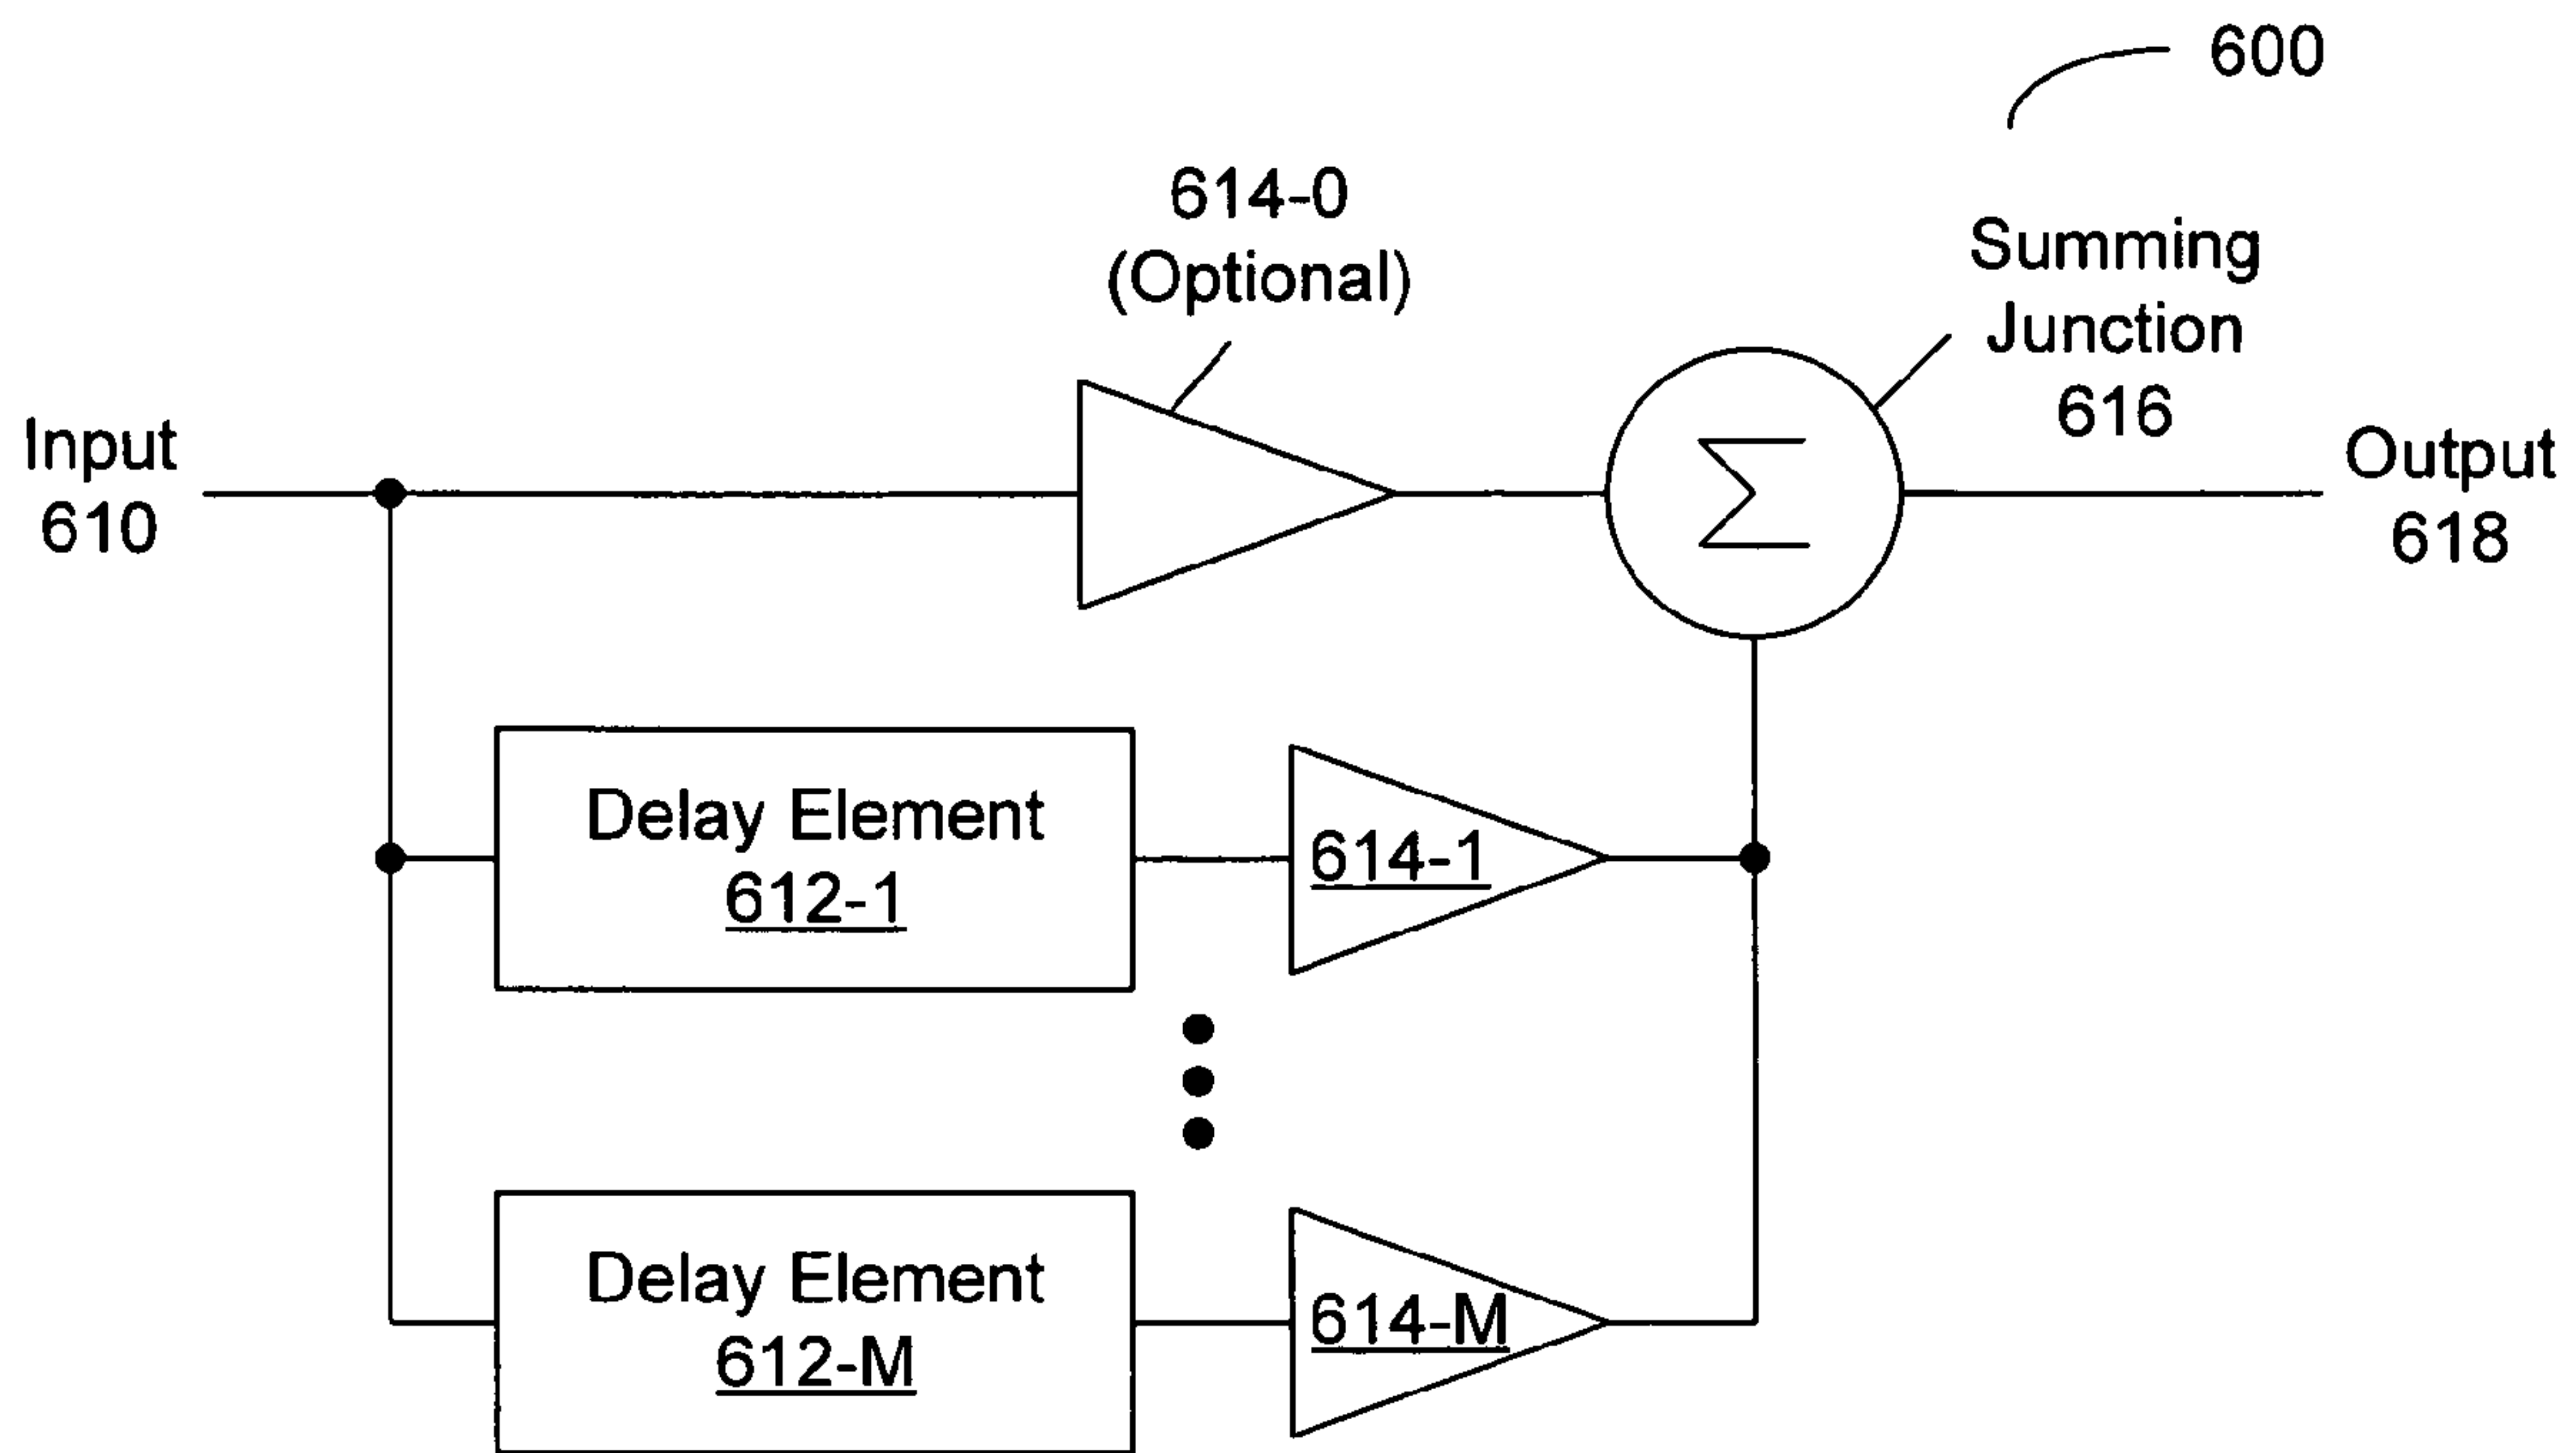 600
614-0
(Optional)
Summing
Junction
616
Input
610
Σ
Output
618
Delay Element
612-1
614-1
Delay Element
612-M
614-M